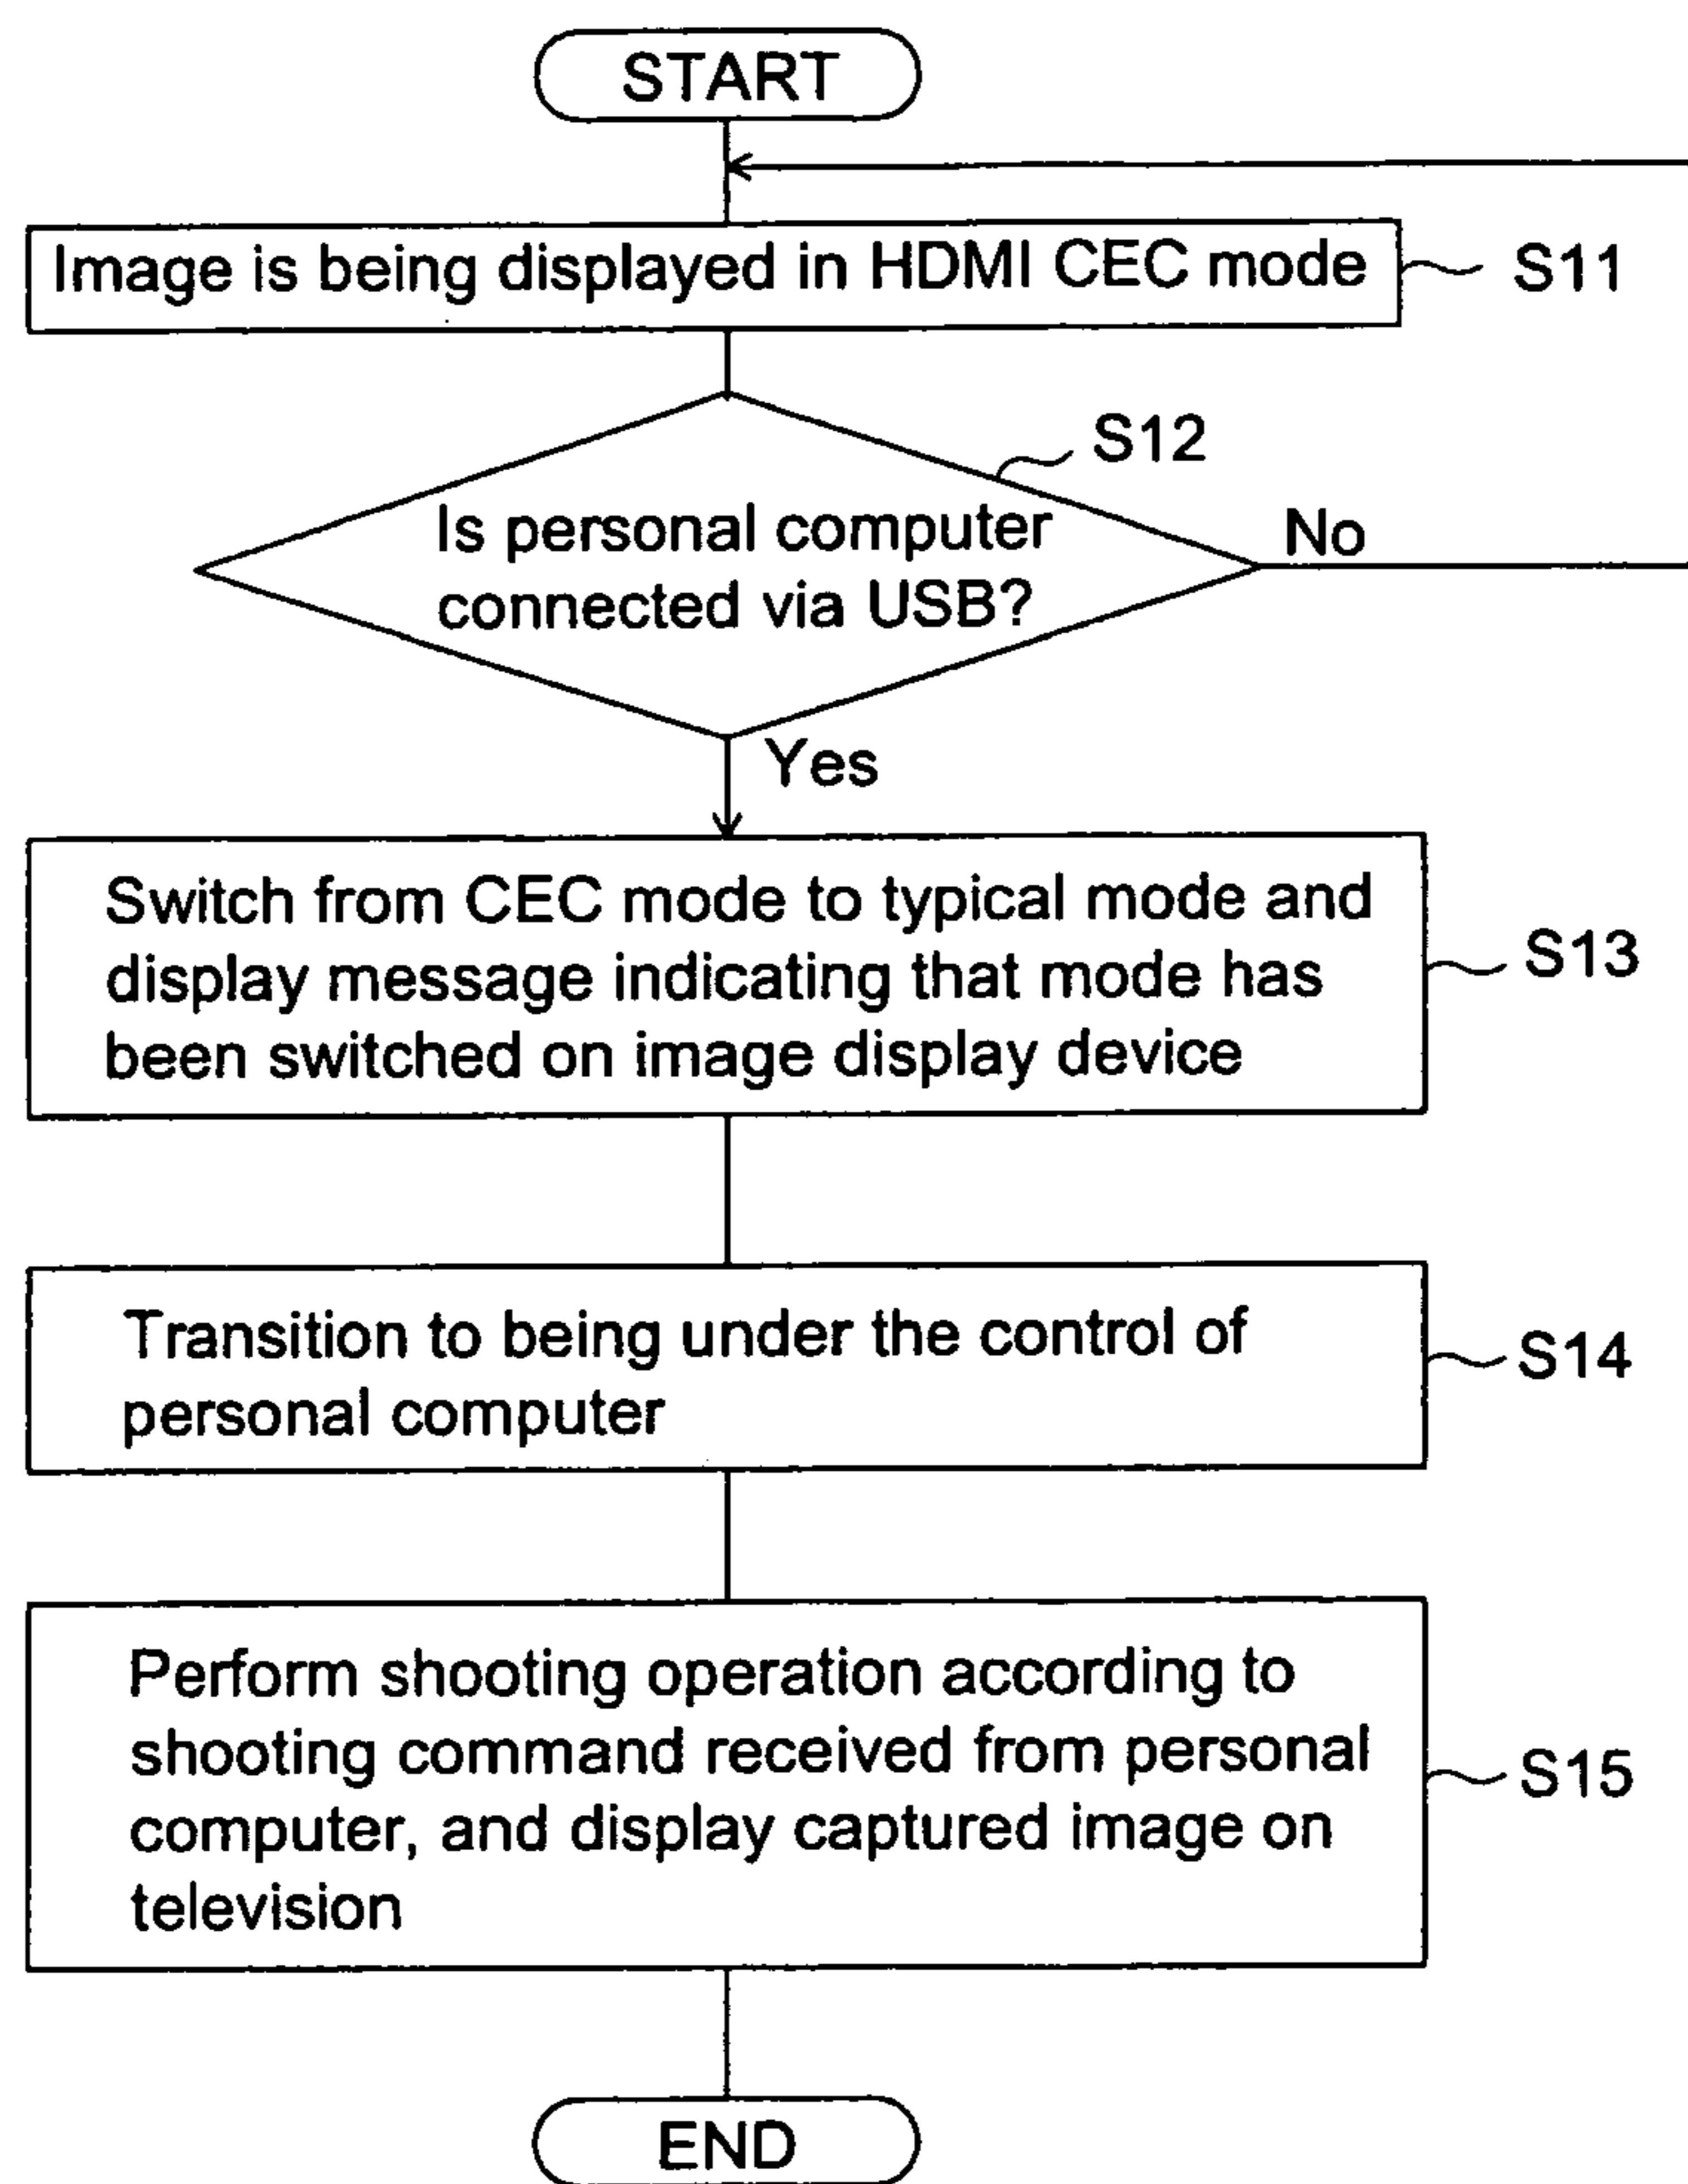 START
Image is being displayed in HDMI CEC mode
S11
S12
Is personal computer
connected via USB?
No
Yes
Switch from CEC mode to typical mode and
display message indicating that mode has
been switched on image display device
S13
Transition to being under the control of
personal computer
S14
Perform shooting operation according to
shooting command received from personal
computer, and display captured image on
television
S15
END